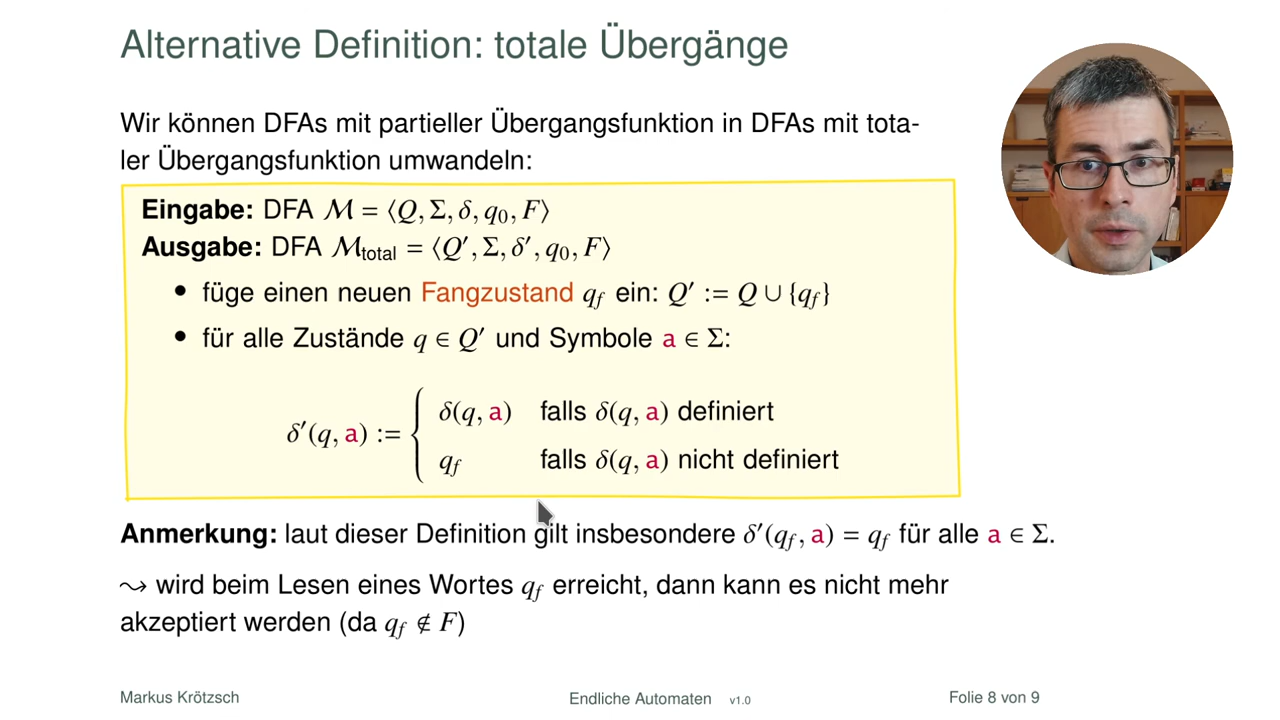 Alternative Definition: totale Übergänge
Wir können DFAs mit partieller Übergangsfunktion in DFAs mit tota-
ler Übergangsfunktion umwandeln:
Eingabe: DFA ℳ = ⟨Q, Σ, δ, q₀, F⟩
Ausgabe: DFA ℳ_total = ⟨Q′, Σ, δ′, q₀, F⟩
• füge einen neuen Fangzustand q_f ein: Q′ := Q ∪ {q_f}
• für alle Zustände q ∈ Q′ und Symbole a ∈ Σ:
δ′(q, a) := { δ(q, a) falls δ(q, a) definiert
q_f falls δ(q, a) nicht definiert
Anmerkung: laut dieser Definition gilt insbesondere δ′(q_f, a) = q_f für alle a ∈ Σ.
⇝ wird beim Lesen eines Wortes q_f erreicht, dann kann es nicht mehr
akzeptiert werden (da q_f ∉ F)
Markus Krötzsch Endliche Automaten v1.0 Folie 8 von 9